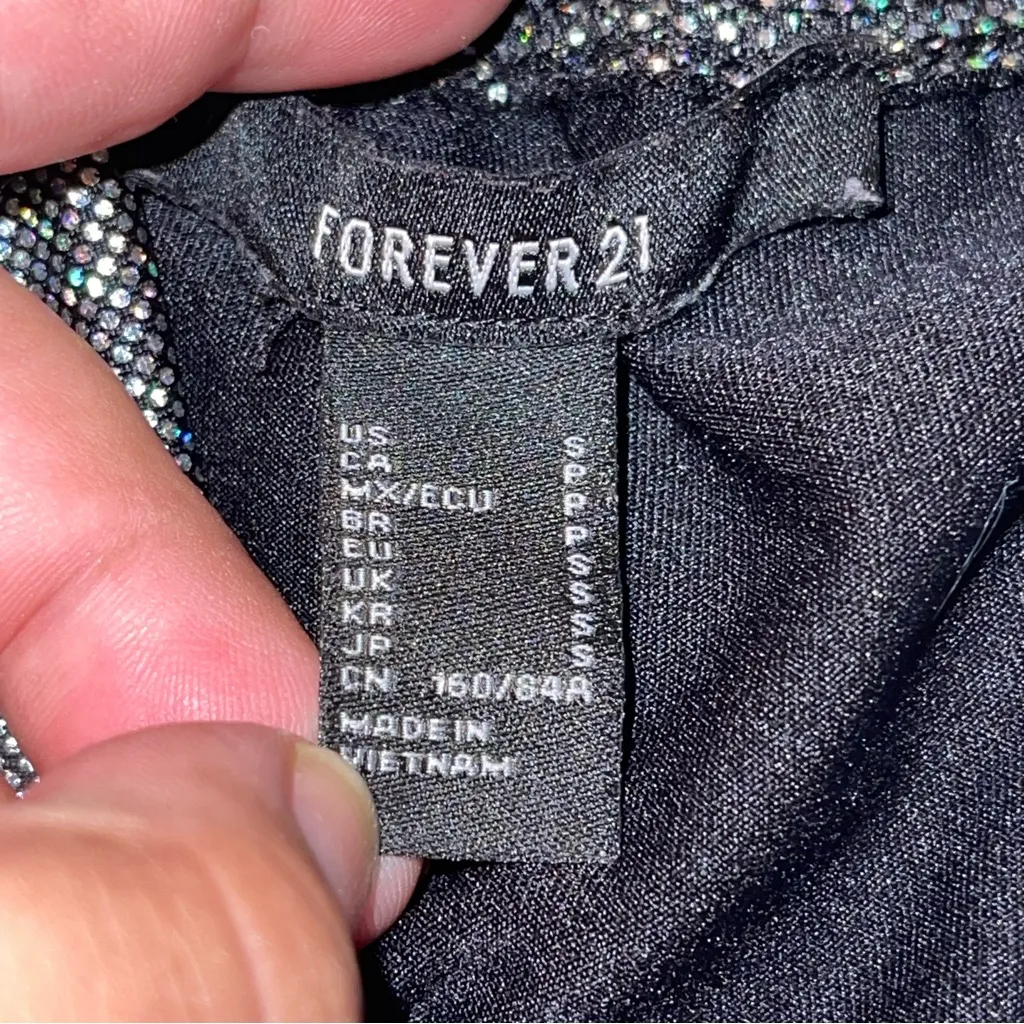 FOREVER 21
US S
CA P
MX/ECU P
BR P
EU S
UK S
KR S
JP S
CN 160/84A
MADE IN
VIETNAM